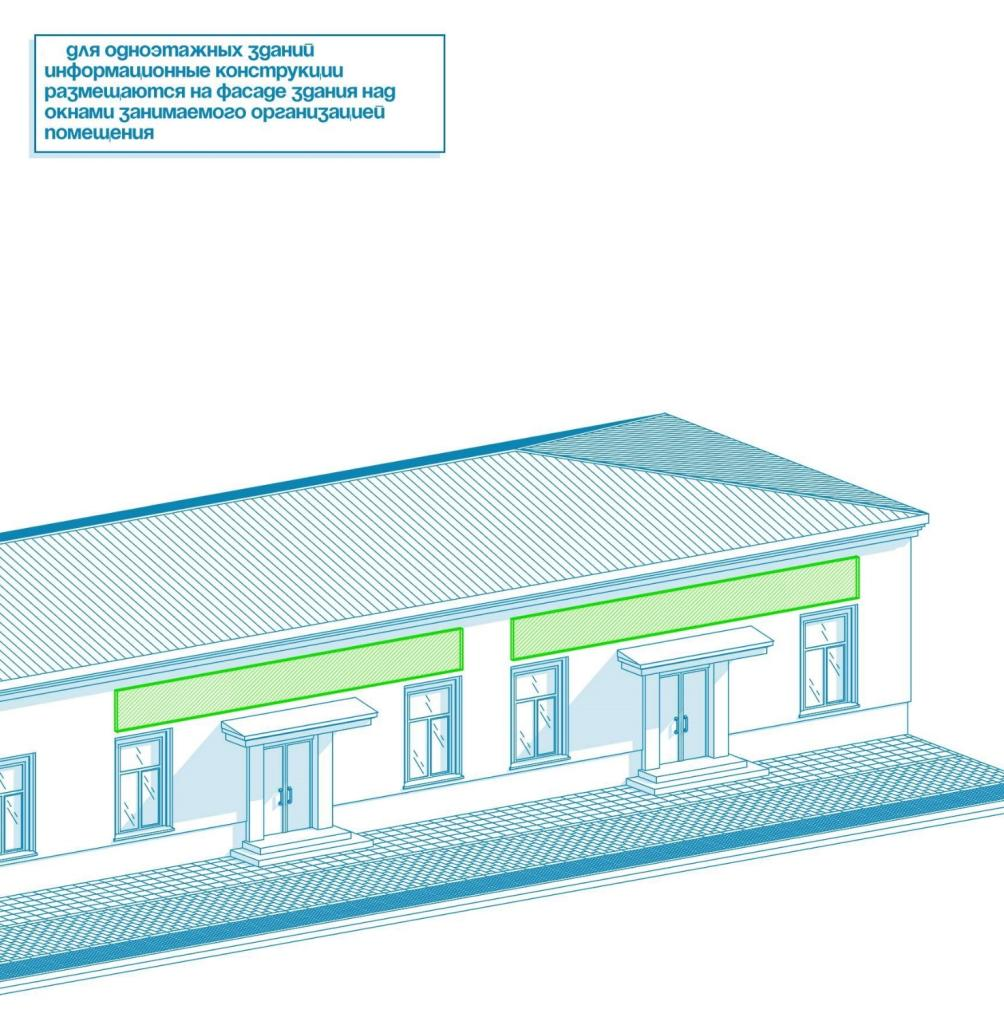 для одноэтажных зданий
информационные конструкции
размещаются на фасаде здания над
окнами занимаемого организацией
помещения